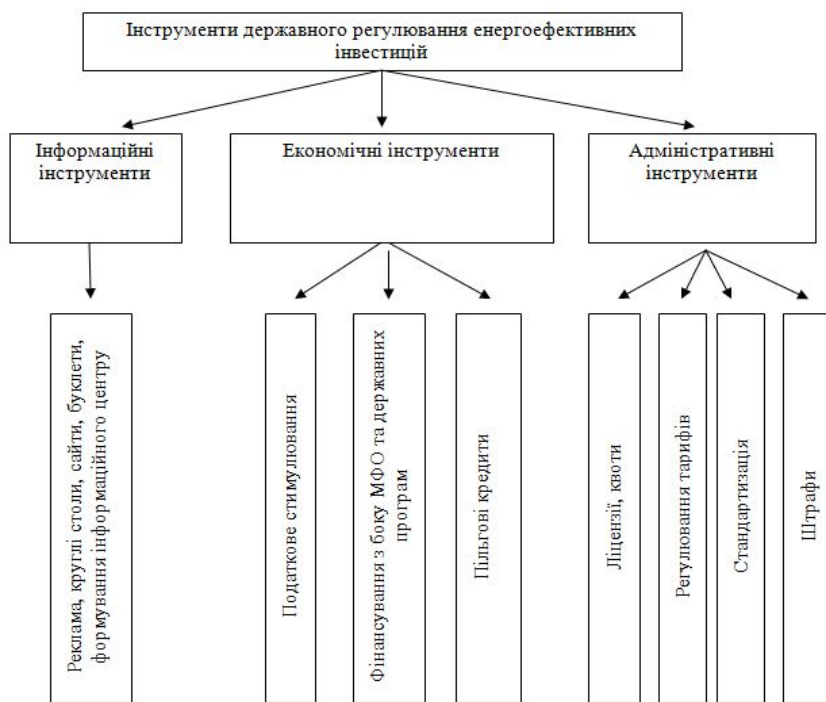 Інструменти державного регулювання енергоефективних
інвестицій
Інформаційні
інструменти
Економічні інструменти
Адміністративні
інструменти
Реклама, круглі столи, сайти, буклети,
формування інформаційного центру
Податкове стимулювання
Фінансування з боку МФО та державних
програм
Пільгові кредити
Ліцензії, квоти
Регулювання тарифів
Стандартизація
Штрафи